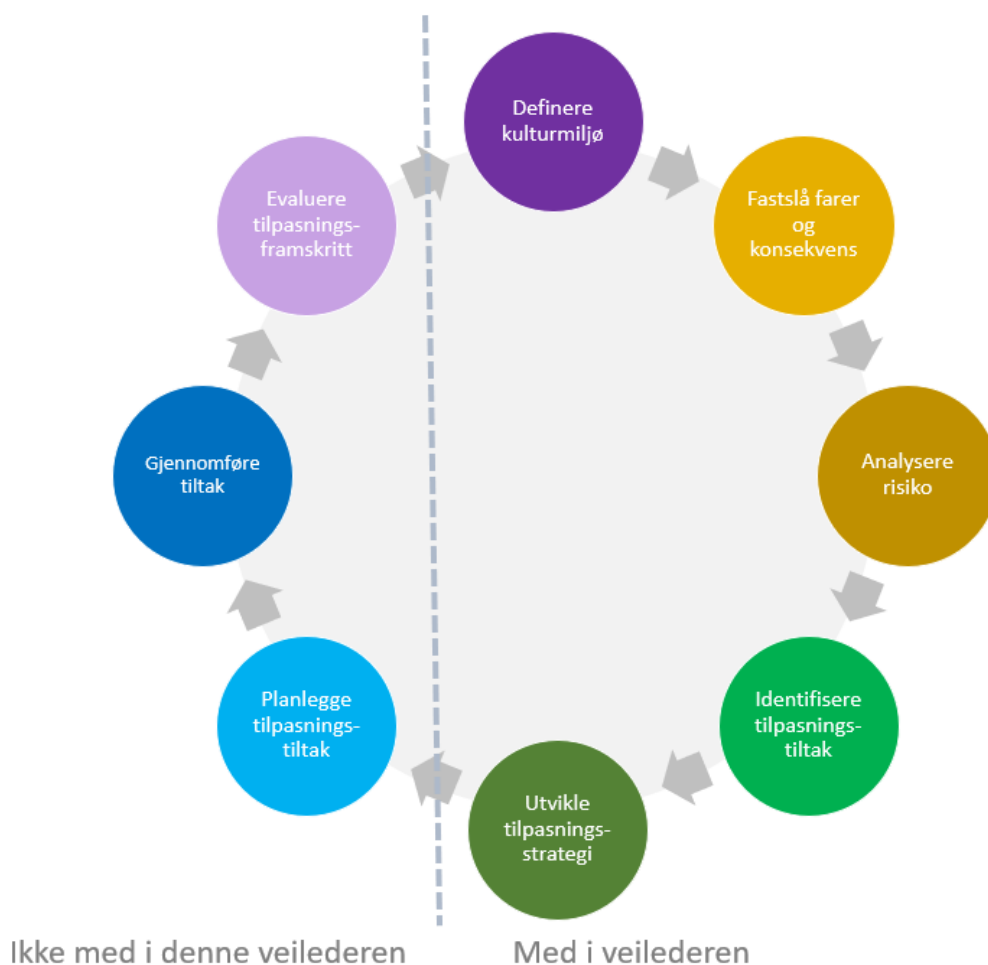 Definere
kulturmiljø
Fastslå farer
og
konsekvens
Analysere
risiko
Identifisere
tilpasnings-
tiltak
Utvikle
tilpasnings-
strategi
Planlegge
tilpasnings-
tiltak
Gjennomføre
tiltak
Evaluere
tilpasnings-
framskritt
Ikke med i denne veilederen
Med i veilederen